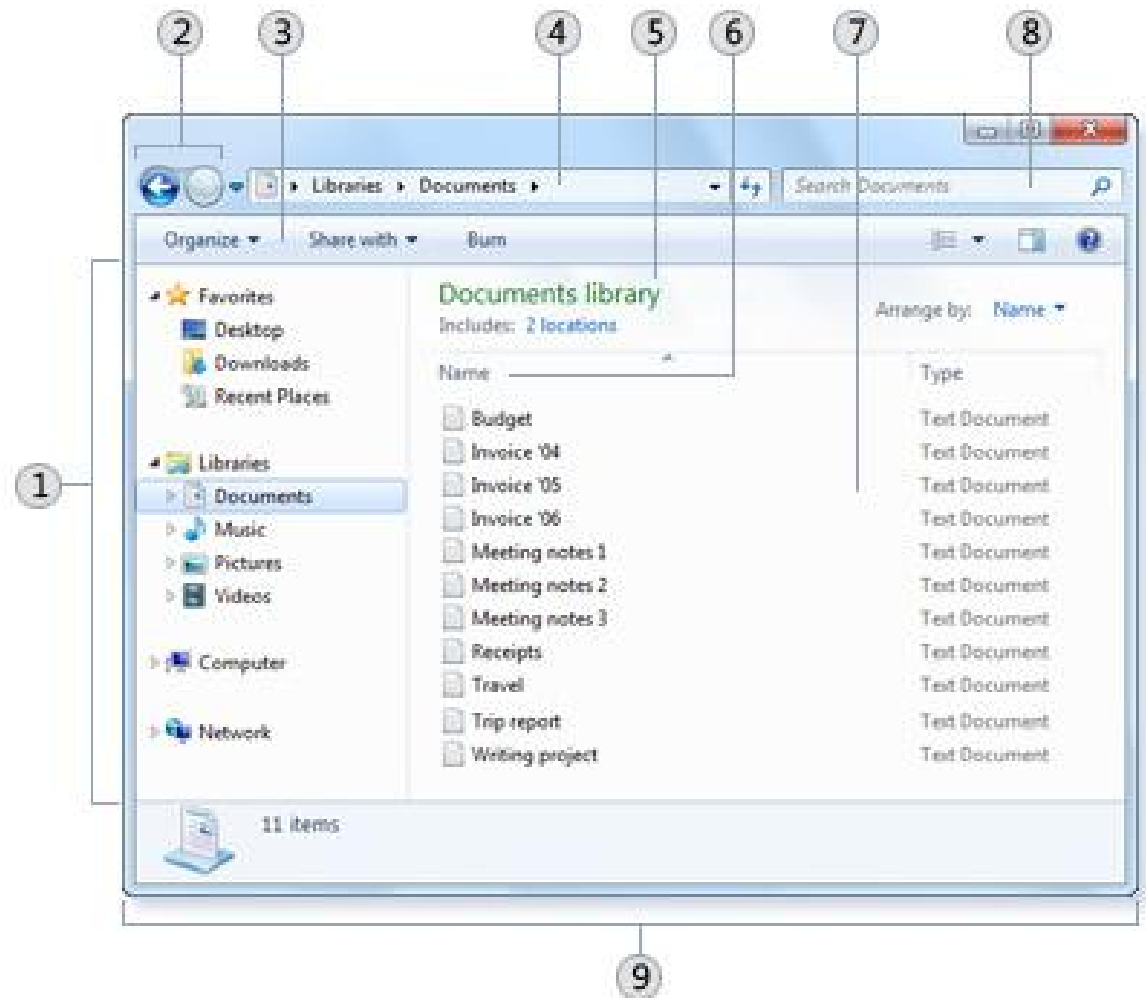 2 3 4 5 6 7 8
Libraries Documents Search Documents
Organize Share with Burn
Favorites
Desktop
Downloads
Recent Places
Libraries
Documents
Music
Pictures
Videos
Computer
Network
1
Documents library
Includes: 2 locations
Arrange by: Name
Name Type
Budget Text Document
Invoice '04 Text Document
Invoice '05 Text Document
Invoice '06 Text Document
Meeting notes 1 Text Document
Meeting notes 2 Text Document
Meeting notes 3 Text Document
Receipts Text Document
Travel Text Document
Trip report Text Document
Writing project Text Document
11 items
9